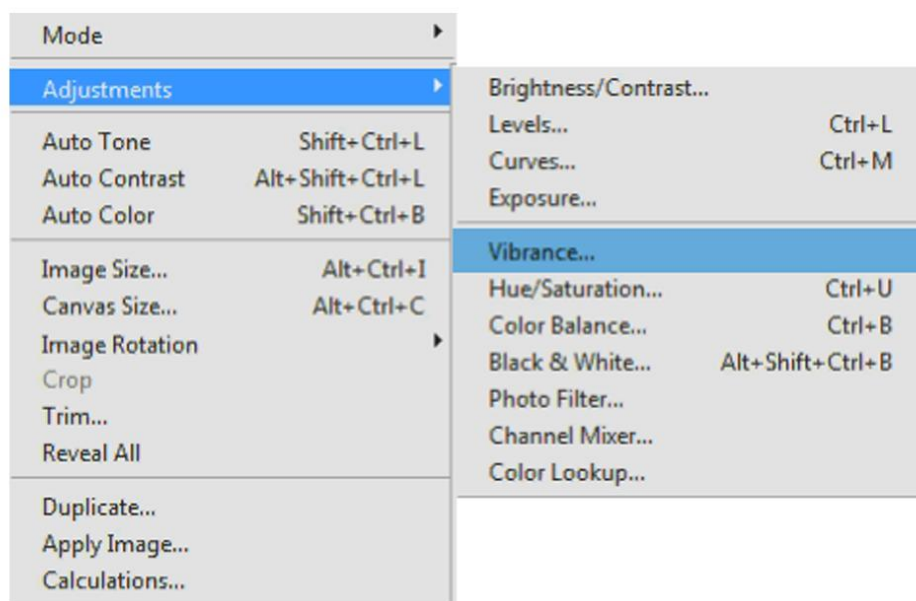 Mode
Adjustments
Auto Tone Shift+Ctrl+L
Auto Contrast Alt+Shift+Ctrl+L
Auto Color Shift+Ctrl+B
Image Size... Alt+Ctrl+I
Canvas Size... Alt+Ctrl+C
Image Rotation
Crop
Trim...
Reveal All
Duplicate...
Apply Image...
Calculations...
Brightness/Contrast...
Levels... Ctrl+L
Curves... Ctrl+M
Exposure...
Vibrance...
Hue/Saturation... Ctrl+U
Color Balance... Ctrl+B
Black & White... Alt+Shift+Ctrl+B
Photo Filter...
Channel Mixer...
Color Lookup...